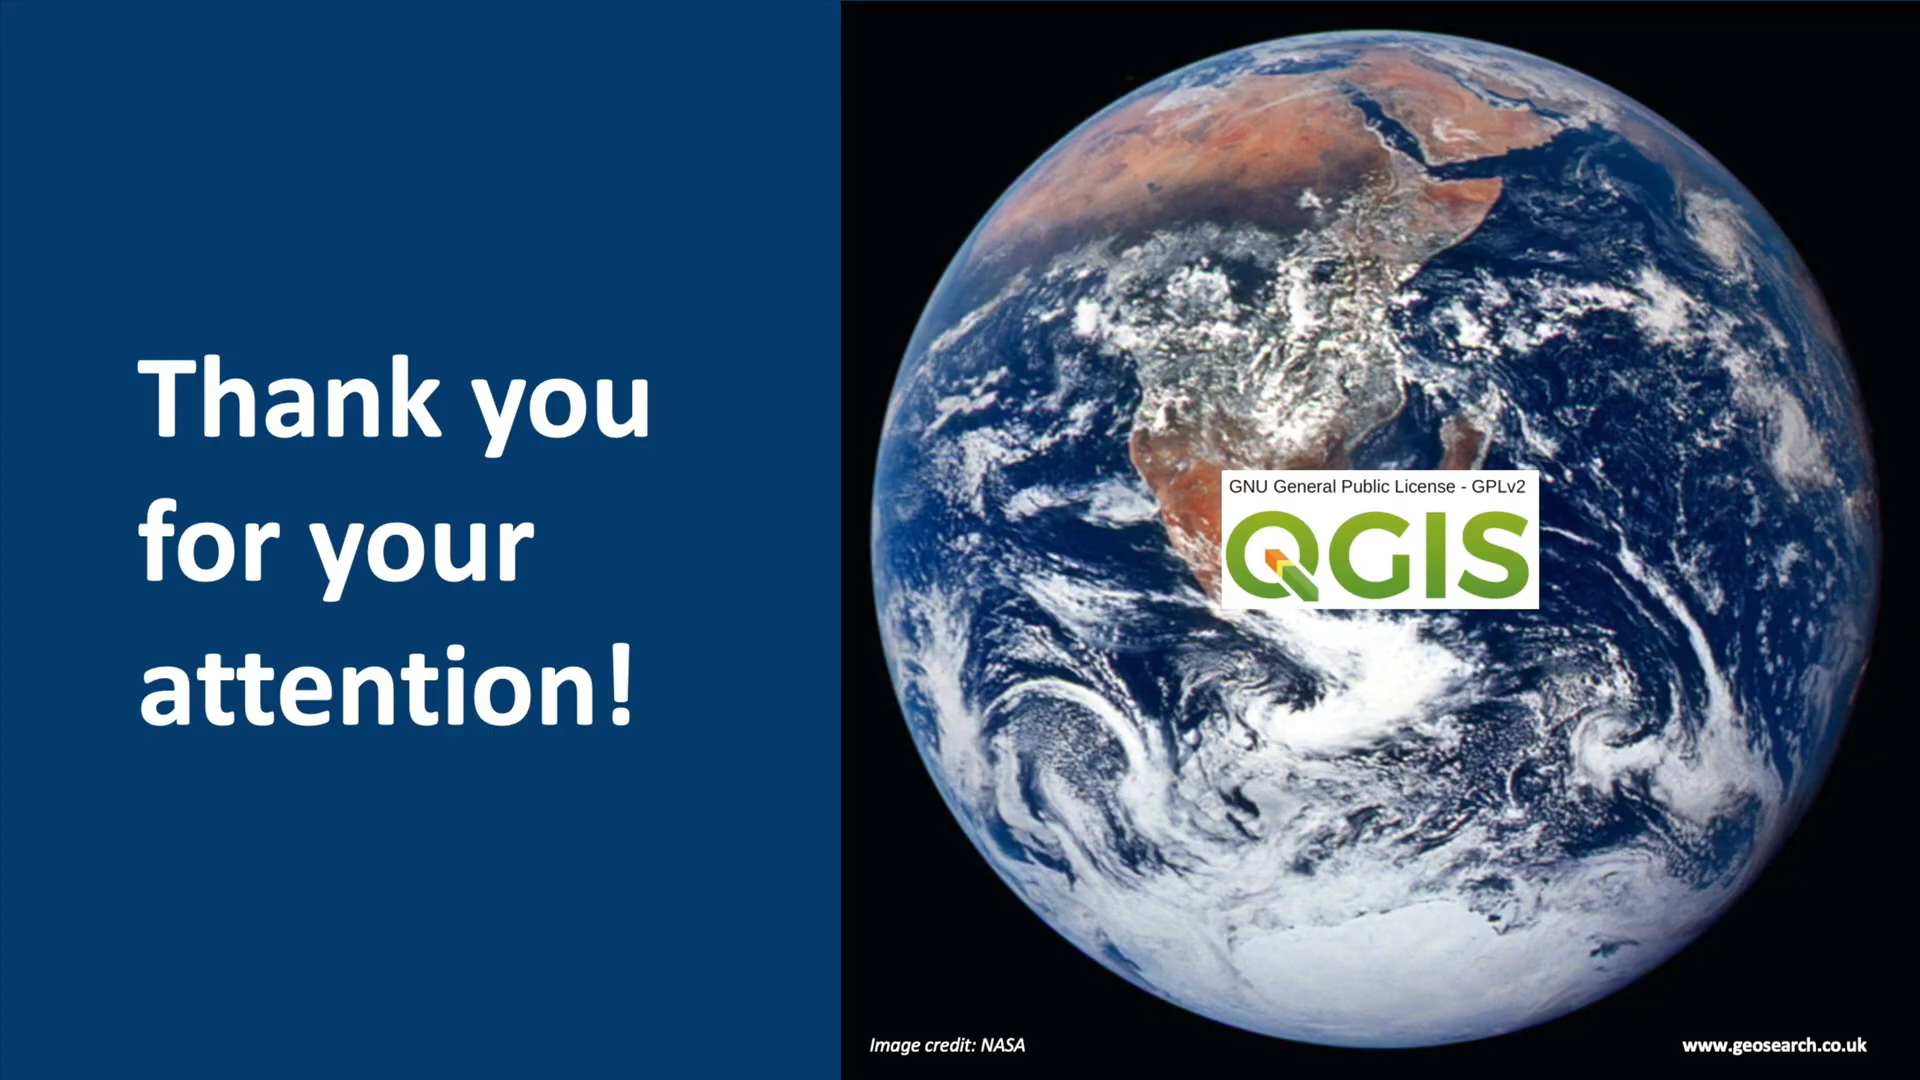 Thank you
for your
attention!
GNU General Public License - GPLv2
QGIS
Image credit: NASA
www.geosearch.co.uk